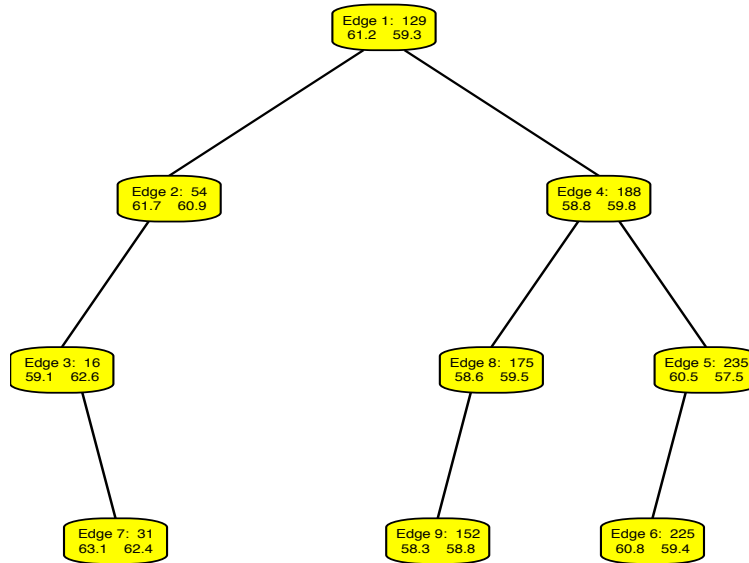 Edge 1:  129
61.2    59.3
Edge 2:  54
61.7    60.9
Edge 4:  188
58.8    59.8
Edge 3:  16
59.1    62.6
Edge 8:  175
58.6    59.5
Edge 5:  235
60.5    57.5
Edge 7:  31
63.1    62.4
Edge 9:  152
58.3    58.8
Edge 6:  225
60.8    59.4